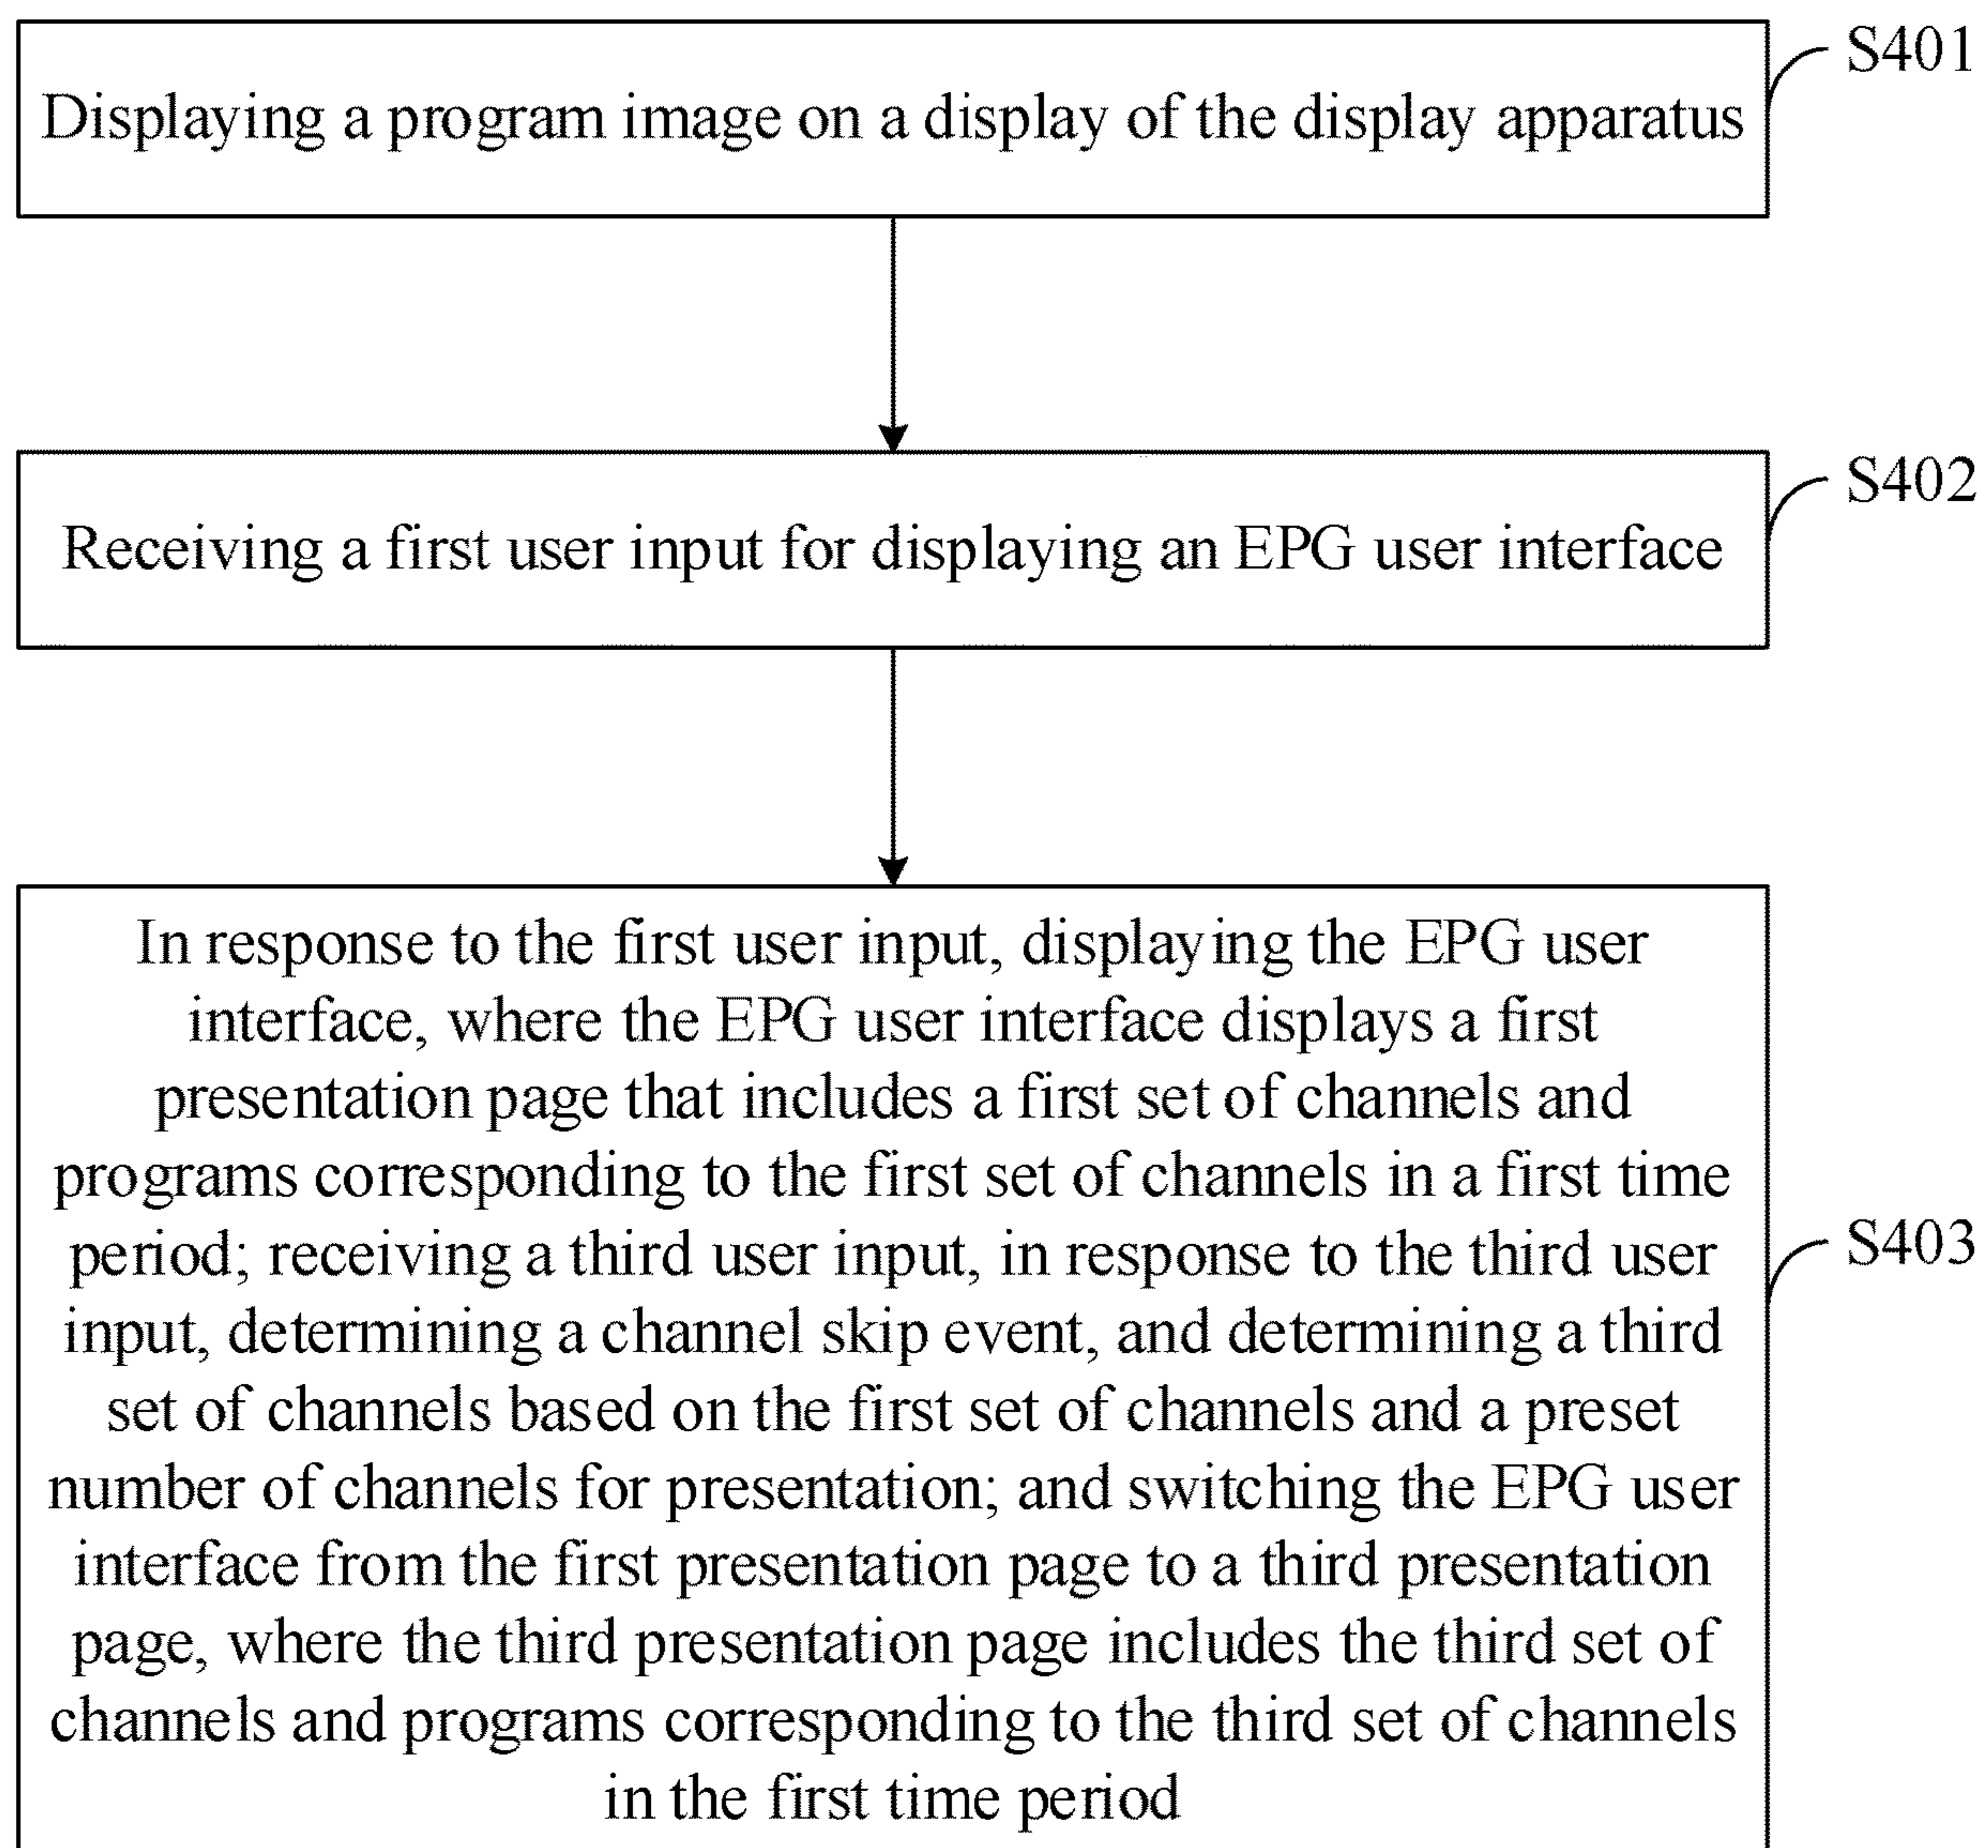 S401
Displaying a program image on a display of the display apparatus
S402
Receiving a first user input for displaying an EPG user interface
In response to the first user input, displaying the EPG user
interface, where the EPG user interface displays a first
presentation page that includes a first set of channels and
programs corresponding to the first set of channels in a first time
period; receiving a third user input, in response to the third user
input, determining a channel skip event, and determining a third
set of channels based on the first set of channels and a preset
number of channels for presentation; and switching the EPG user
interface from the first presentation page to a third presentation
page, where the third presentation page includes the third set of
channels and programs corresponding to the third set of channels
in the first time period
S403